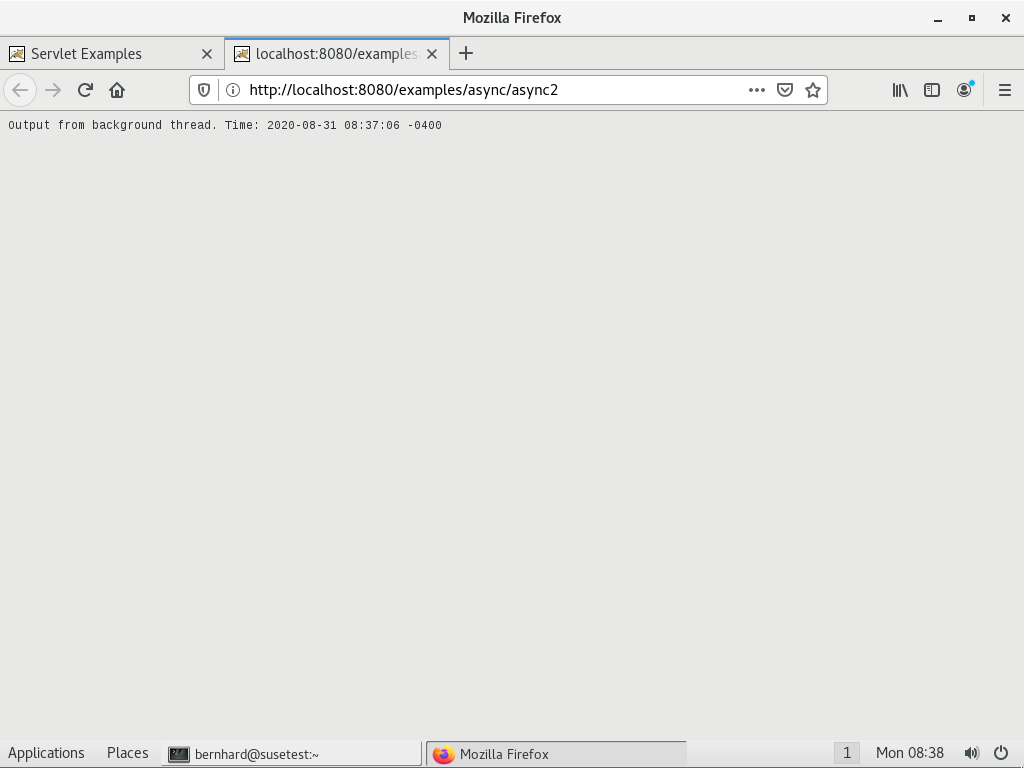 Mozilla Firefox
Servlet Examples
localhost:8080/examples
http://localhost:8080/examples/async/async2
Output from background thread. Time: 2020-08-31 08:37:06 -0400
Applications Places bernhard@susetest:~ Mozilla Firefox 1 Mon 08:38